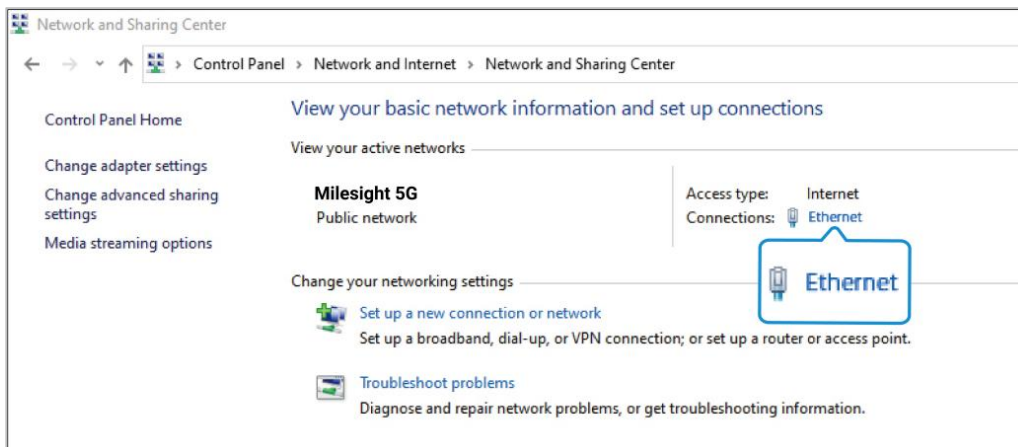 Network and Sharing Center
Control Panel > Network and Internet > Network and Sharing Center
Control Panel Home
Change adapter settings
Change advanced sharing
settings
Media streaming options
View your basic network information and set up connections
View your active networks
Milesight 5G
Public network
Access type: Internet
Connections: Ethernet
Ethernet
Change your networking settings
Set up a new connection or network
Set up a broadband, dial-up, or VPN connection; or set up a router or access point.
Troubleshoot problems
Diagnose and repair network problems, or get troubleshooting information.